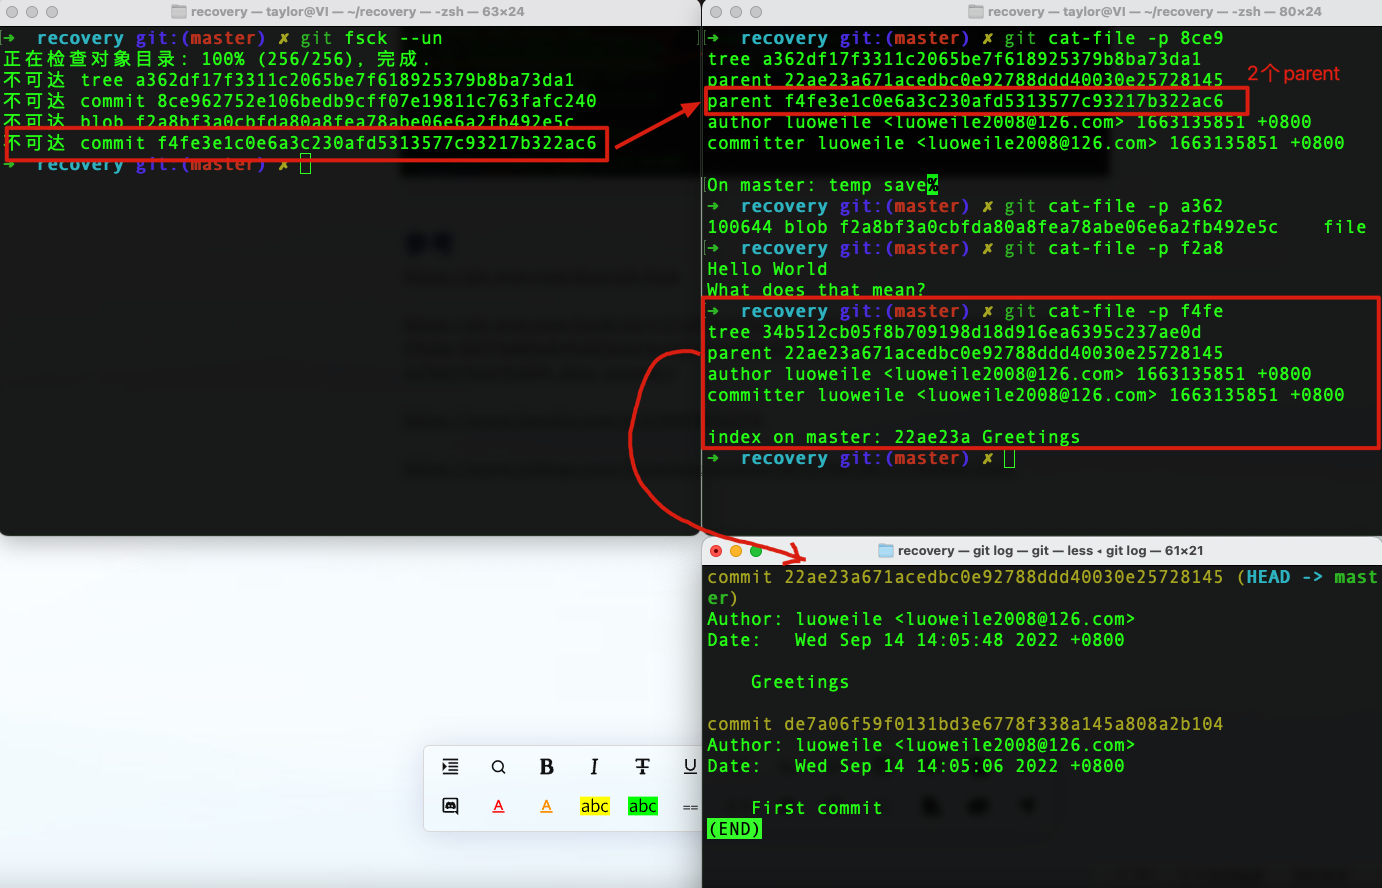 recovery — taylor@VI — ~/recovery — -zsh — 63×24
➜ recovery git:(master) ✗ git fsck --un
正在检查对象目录: 100% (256/256), 完成.
不可达 tree a362df17f3311c2065be7f618925379b8ba73da1
不可达 commit 8ce962752e106bedb9cff07e19811c763fafc240
不可达 blob f2a8bf3a0cbfda80a8fea78abe06e6a2fb492e5c
不可达 commit f4fe3e1c0e6a3c230afd5313577c93217b322ac6
➜ recovery git:(master) ✗
recovery — taylor@VI — ~/recovery — -zsh — 80×24
➜ recovery git:(master) ✗ git cat-file -p 8ce9
tree a362df17f3311c2065be7f618925379b8ba73da1
parent 22ae23a671acedbc0e92788ddd40030e25728145
2个parent
parent f4fe3e1c0e6a3c230afd5313577c93217b322ac6
author luoweile <luoweile2008@126.com> 1663135851 +0800
committer luoweile <luoweile2008@126.com> 1663135851 +0800
On master: temp save%
➜ recovery git:(master) ✗ git cat-file -p a362
100644 blob f2a8bf3a0cbfda80a8fea78abe06e6a2fb492e5c file
➜ recovery git:(master) ✗ git cat-file -p f2a8
Hello World
What does that mean?
➜ recovery git:(master) ✗ git cat-file -p f4fe
tree 34b512cb05f8b709198d18d916ea6395c237ae0d
parent 22ae23a671acedbc0e92788ddd40030e25728145
author luoweile <luoweile2008@126.com> 1663135851 +0800
committer luoweile <luoweile2008@126.com> 1663135851 +0800
index on master: 22ae23a Greetings
➜ recovery git:(master) ✗
recovery — git log — git — less ◂ git log — 61×21
commit 22ae23a671acedbc0e92788ddd40030e25728145 (HEAD -> mast
er)
Author: luoweile <luoweile2008@126.com>
Date: Wed Sep 14 14:05:48 2022 +0800
Greetings
commit de7a06f59f0131bd3e6778f338a145a808a2b104
Author: luoweile <luoweile2008@126.com>
Date: Wed Sep 14 14:05:06 2022 +0800
First commit
(END)
B I T U
A A abc abc